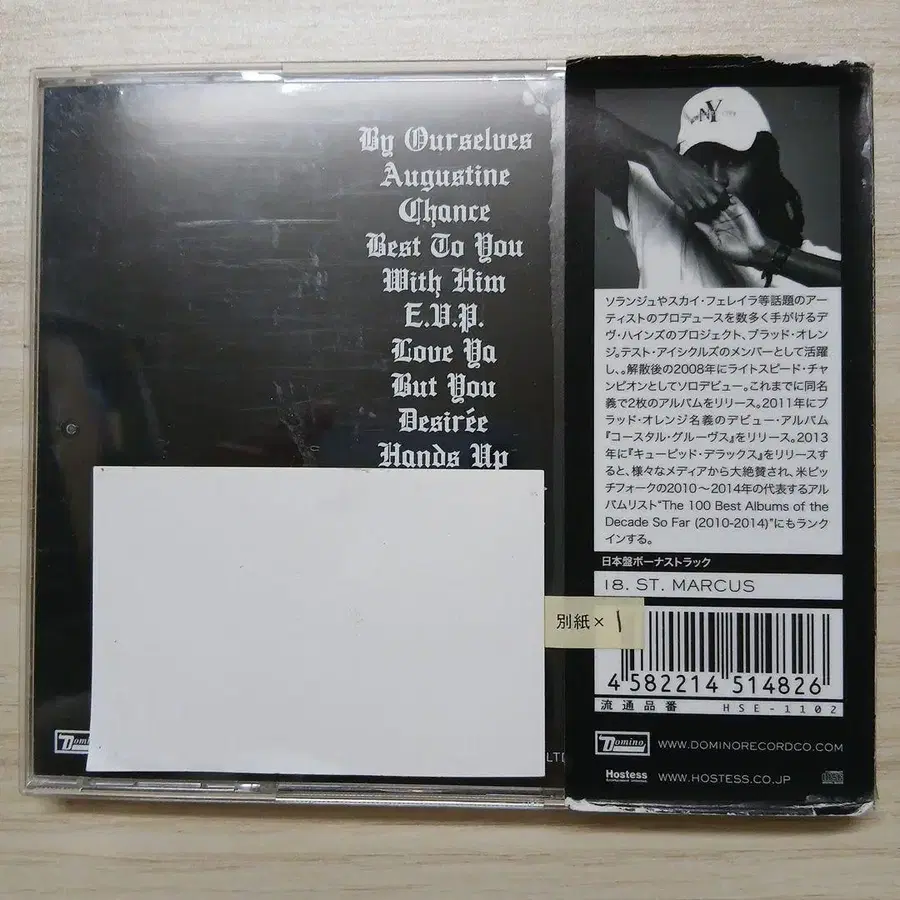 By Ourselves
Augustine
Chance
Best To You
With Him
E.V.P.
Love Ya
But You
Desirée
Hands Up
Domino
LTD
NY
ソランジュやスカイ・フェレイラ等話題のアー
ティストのプロデュースを数多く手がけるデ
ヴ・ハインズのプロジェクト、ブラッド・オレン
ジ。テスト・アイシクルズのメンバーとして活躍
し、。解散後の2008年にライトスピード・チャ
ンピオンとしてソロデビュー。これまでに同名
義で2枚のアルバムをリリース。2011年にブ
ラッド・オレンジ名義のデビュー・アルバム
『コースタル・グルーヴス』をリリース。2013
年に『キューピッド・デラックス』をリリースす
ると、様々なメディアから大絶賛され、米ピッ
チフォークの2010〜2014年の代表するアル
バムリスト"The 100 Best Albums of the
Decade So Far (2010-2014)"にもランク
インする。
日本盤ボーナストラック
18. ST. MARCUS
別紙× 1
4 582214 514826
流通品番 HSE-1102
Domino WWW.DOMINORECORDCO.COM
Hostess WWW.HOSTESS.CO.JP